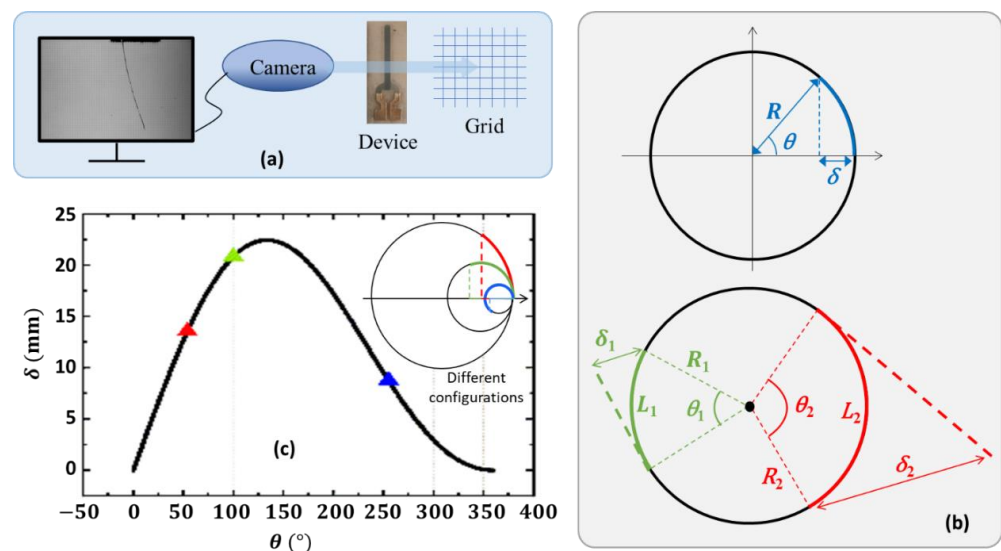 Camera
Device
Grid
(a)
δ (mm)
25
20
15
10
5
0
−50
0
50
100
150
200
250
300
350
400
θ (°)
Different
configurations
(c)
R
θ
δ
δ₁
R₁
L₁
θ₁
θ₂
L₂
R₂
δ₂
(b)